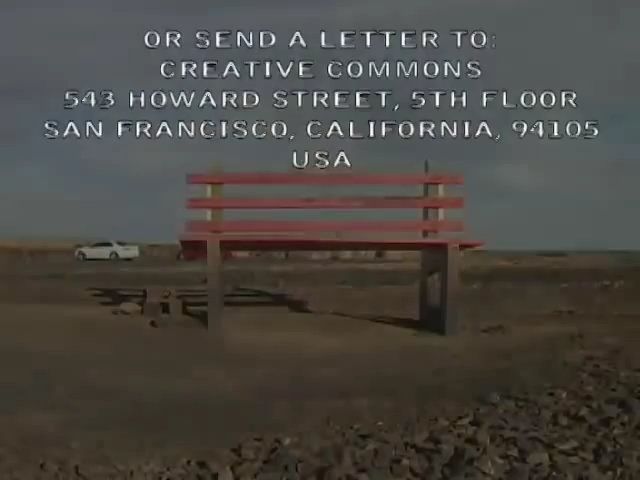 OR SEND A LETTER TO:
CREATIVE COMMONS
543 HOWARD STREET, 5TH FLOOR
SAN FRANCISCO, CALIFORNIA, 94105
USA